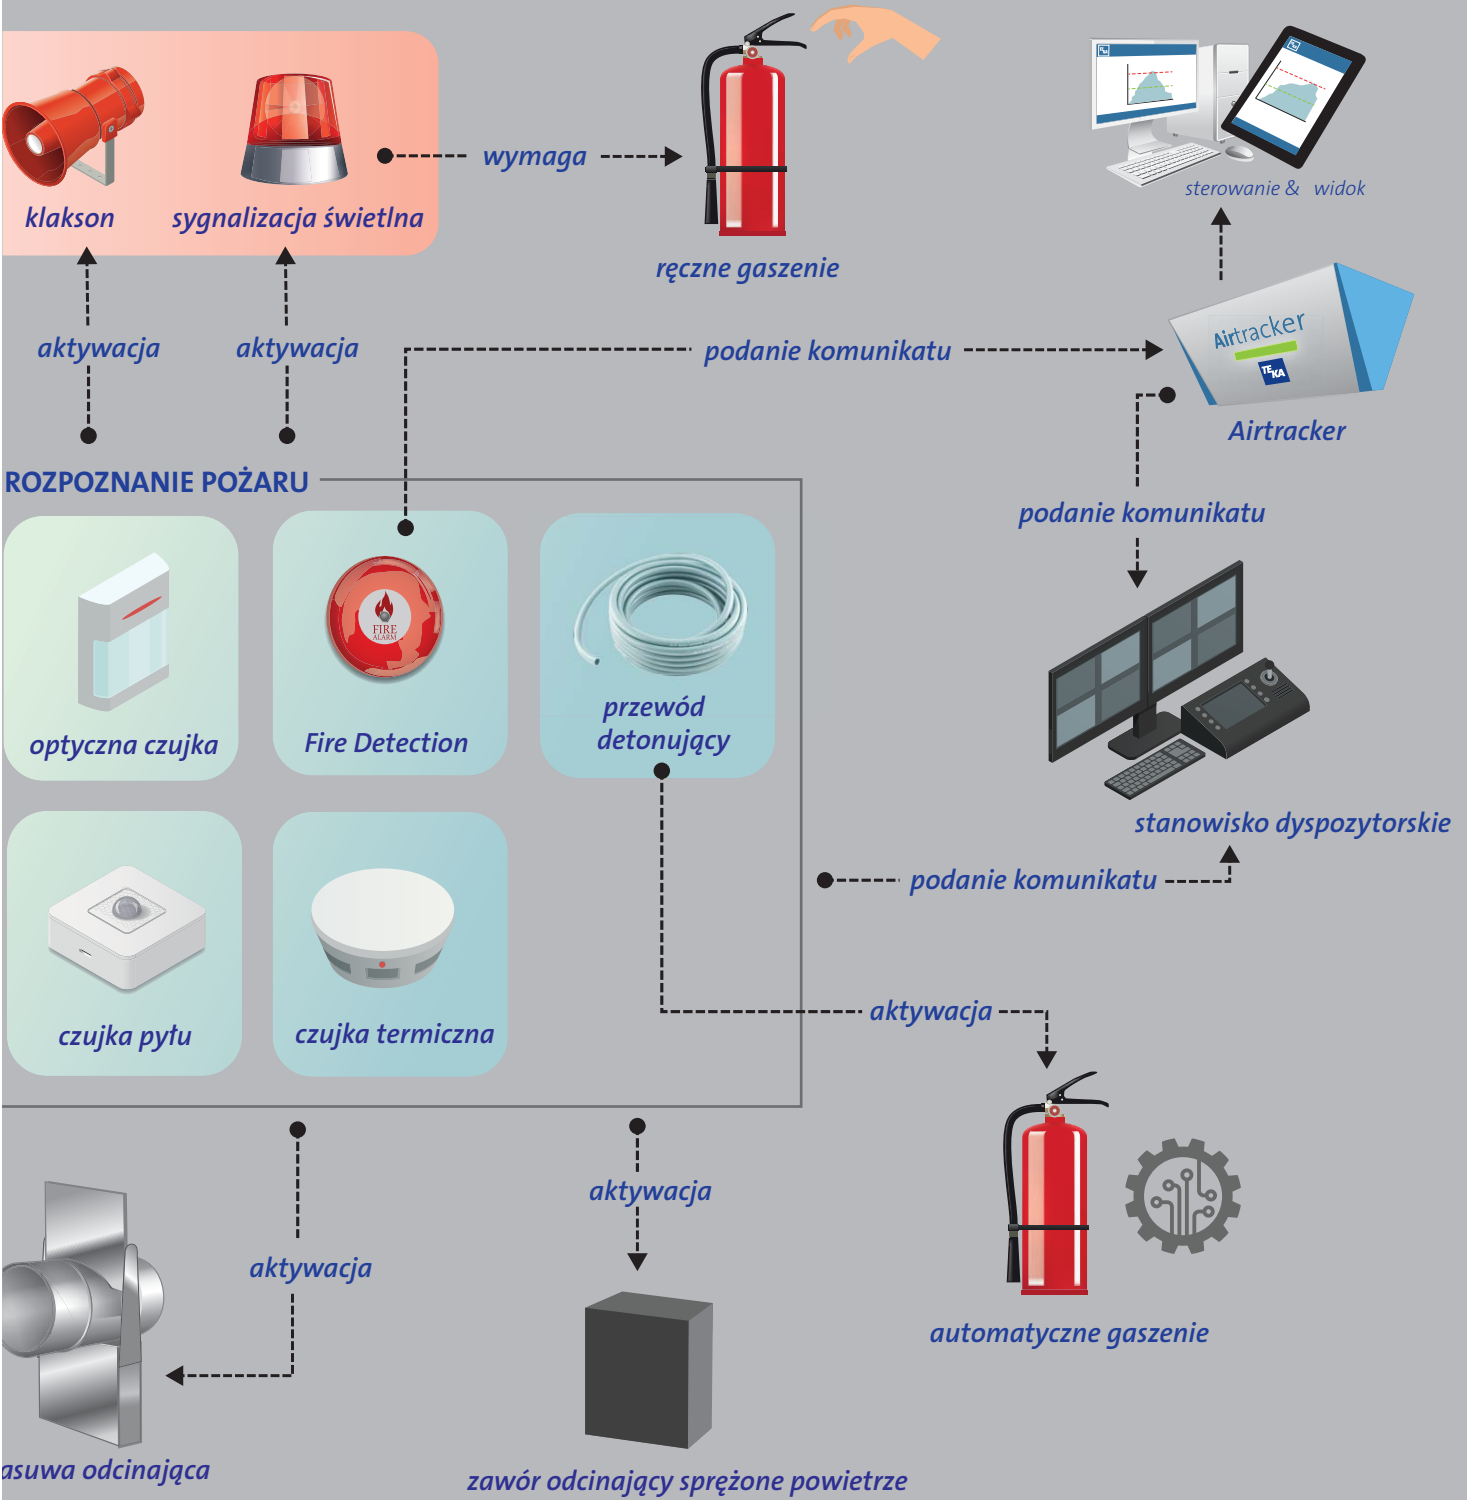 wymaga
sterowanie & widok
klakson
sygnalizacja świetlna
ręczne gaszenie
Airtracker
TEKA
aktywacja
aktywacja
podanie komunikatu
Airtracker
ROZPOZNANIE POŻARU
podanie komunikatu
FIRE
ALARM
przewód
detonujący
optyczna czujka
Fire Detection
stanowisko dyspozytorskie
podanie komunikatu
aktywacja
czujka pyłu
czujka termiczna
aktywacja
aktywacja
automatyczne gaszenie
asuwa odcinająca
zawór odcinający sprężone powietrze